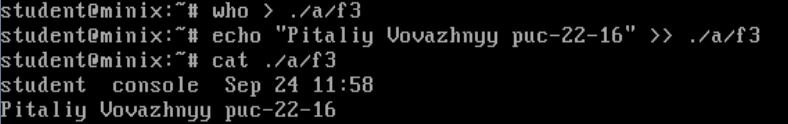 student@minix:~# who > ./a/f3
student@minix:~# echo "Pitaliy Vovazhnyy puc-22-16" >> ./a/f3
student@minix:~# cat ./a/f3
student  console  Sep 24 11:58
Pitaliy Vovazhnyy puc-22-16